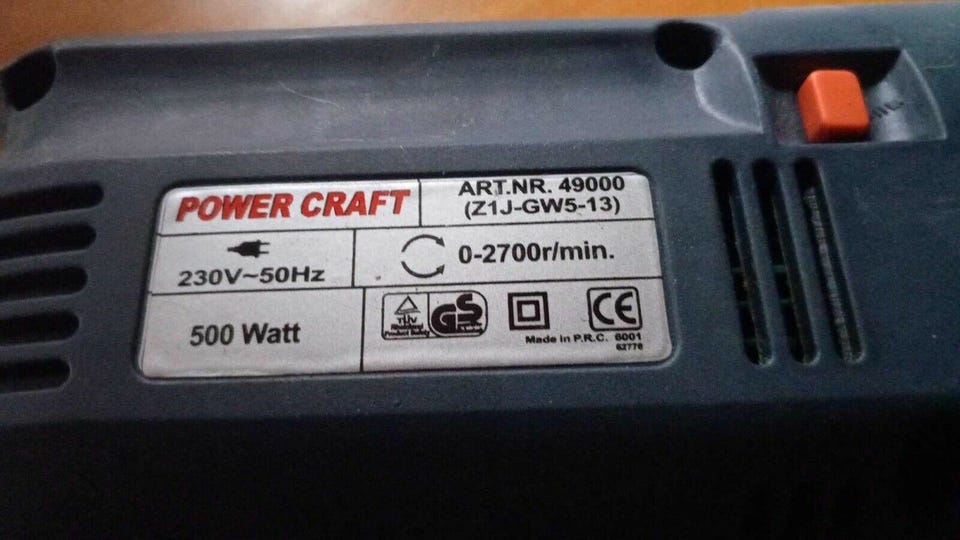 POWER CRAFT
ART.NR. 49000
(Z1J-GW5-13)
230V~50Hz
0-2700r/min.
500 Watt
GS
CE
Made in P.R.C. 6001
62778